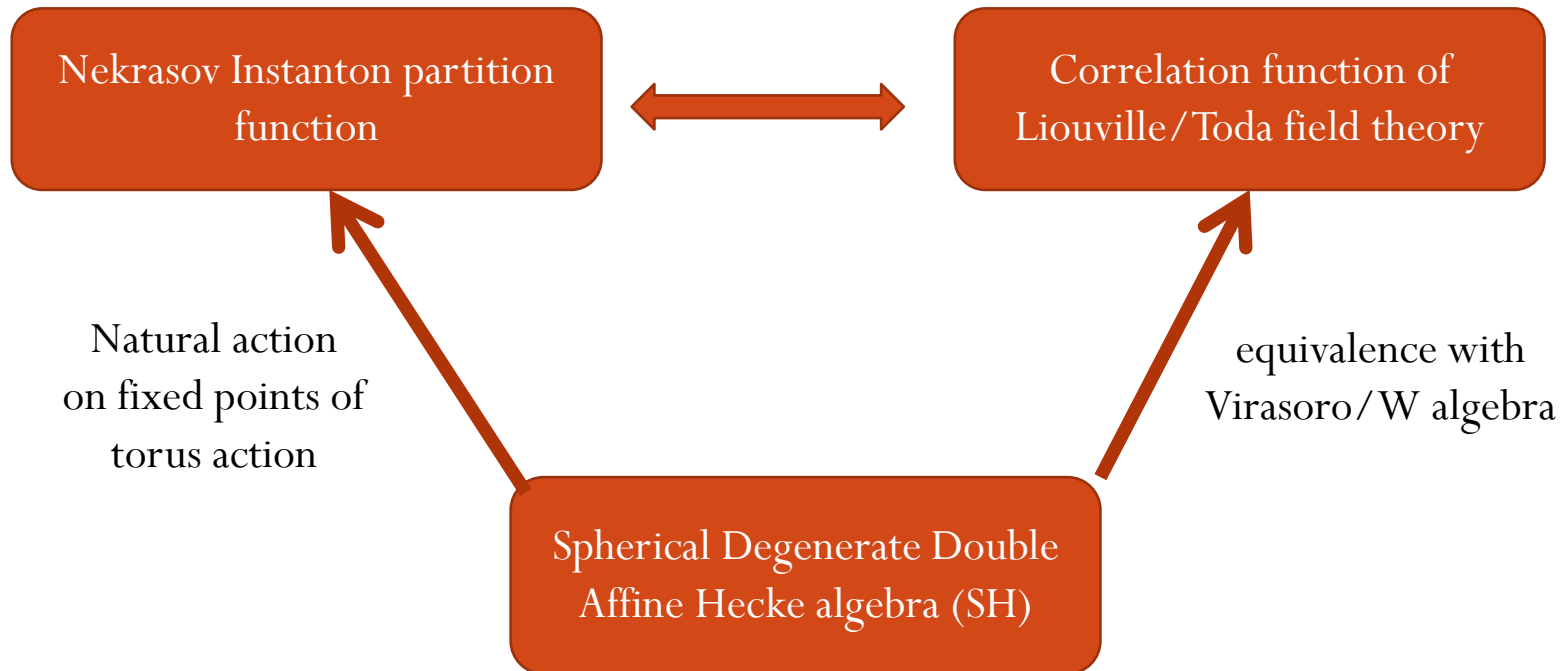 Nekrasov Instanton partition
function
Correlation function of
Liouville/Toda field theory
Natural action
on fixed points of
torus action
equivalence with
Virasoro/W algebra
Spherical Degenerate Double
Affine Hecke algebra (SH)